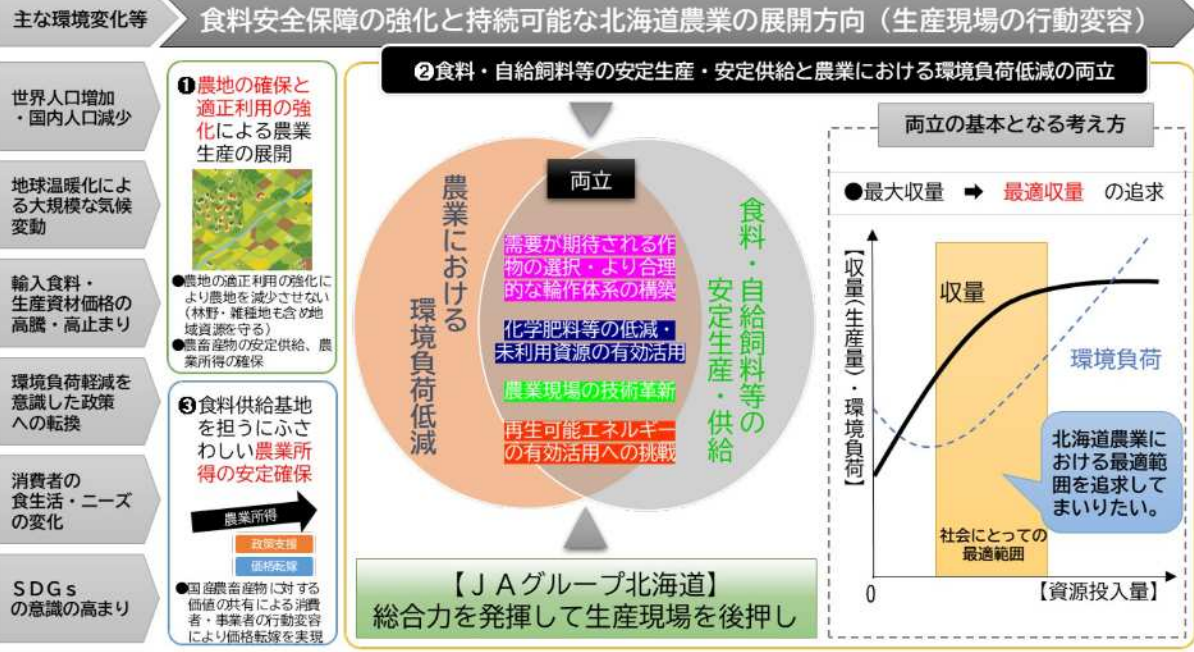 主な環境変化等
食料安全保障の強化と持続可能な北海道農業の展開方向（生産現場の行動変容）
世界人口増加
・国内人口減少
地球温暖化によ
る大規模な気候
変動
輸入食料・
生産資材価格の
高騰・高止まり
環境負荷軽減を
意識した政策
への転換
消費者の
食生活・ニーズ
の変化
ＳＤＧｓ
の意識の高まり
❶農地の確保と
適正利用の強
化による農業
生産の展開
●農地の適正利用の強化に
より農地を減少させない
（林野・雑種地も含め地
域資源を守る）
●農畜産物の安定供給、農
業所得の確保
❸食料供給基地
を担うにふさ
わしい農業所
得の安定確保
農業所得
政策支援
価格転嫁
●国産農畜産物に対する
価値の共有による消費
者・事業者の行動変容
により価格転嫁を実現
❷食料・自給飼料等の安定生産・安定供給と農業における環境負荷低減の両立
両立
農業における
環境負荷低減
需要が期待される作
物の選択・より合理
的な輪作体系の構築
化学肥料等の低減・
未利用資源の有効活用
農業現場の技術革新
再生可能エネルギー
の有効活用への挑戦
食料・自給飼料等の
安定生産・供給
【ＪＡグループ北海道】
総合力を発揮して生産現場を後押し
両立の基本となる考え方
●最大収量 ➡ 最適収量 の追求
【収量(生産量)・環境負荷】
収量
環境負荷
北海道農業に
おける最適範
囲を追求して
まいりたい。
社会にとっての
最適範囲
0
【資源投入量】